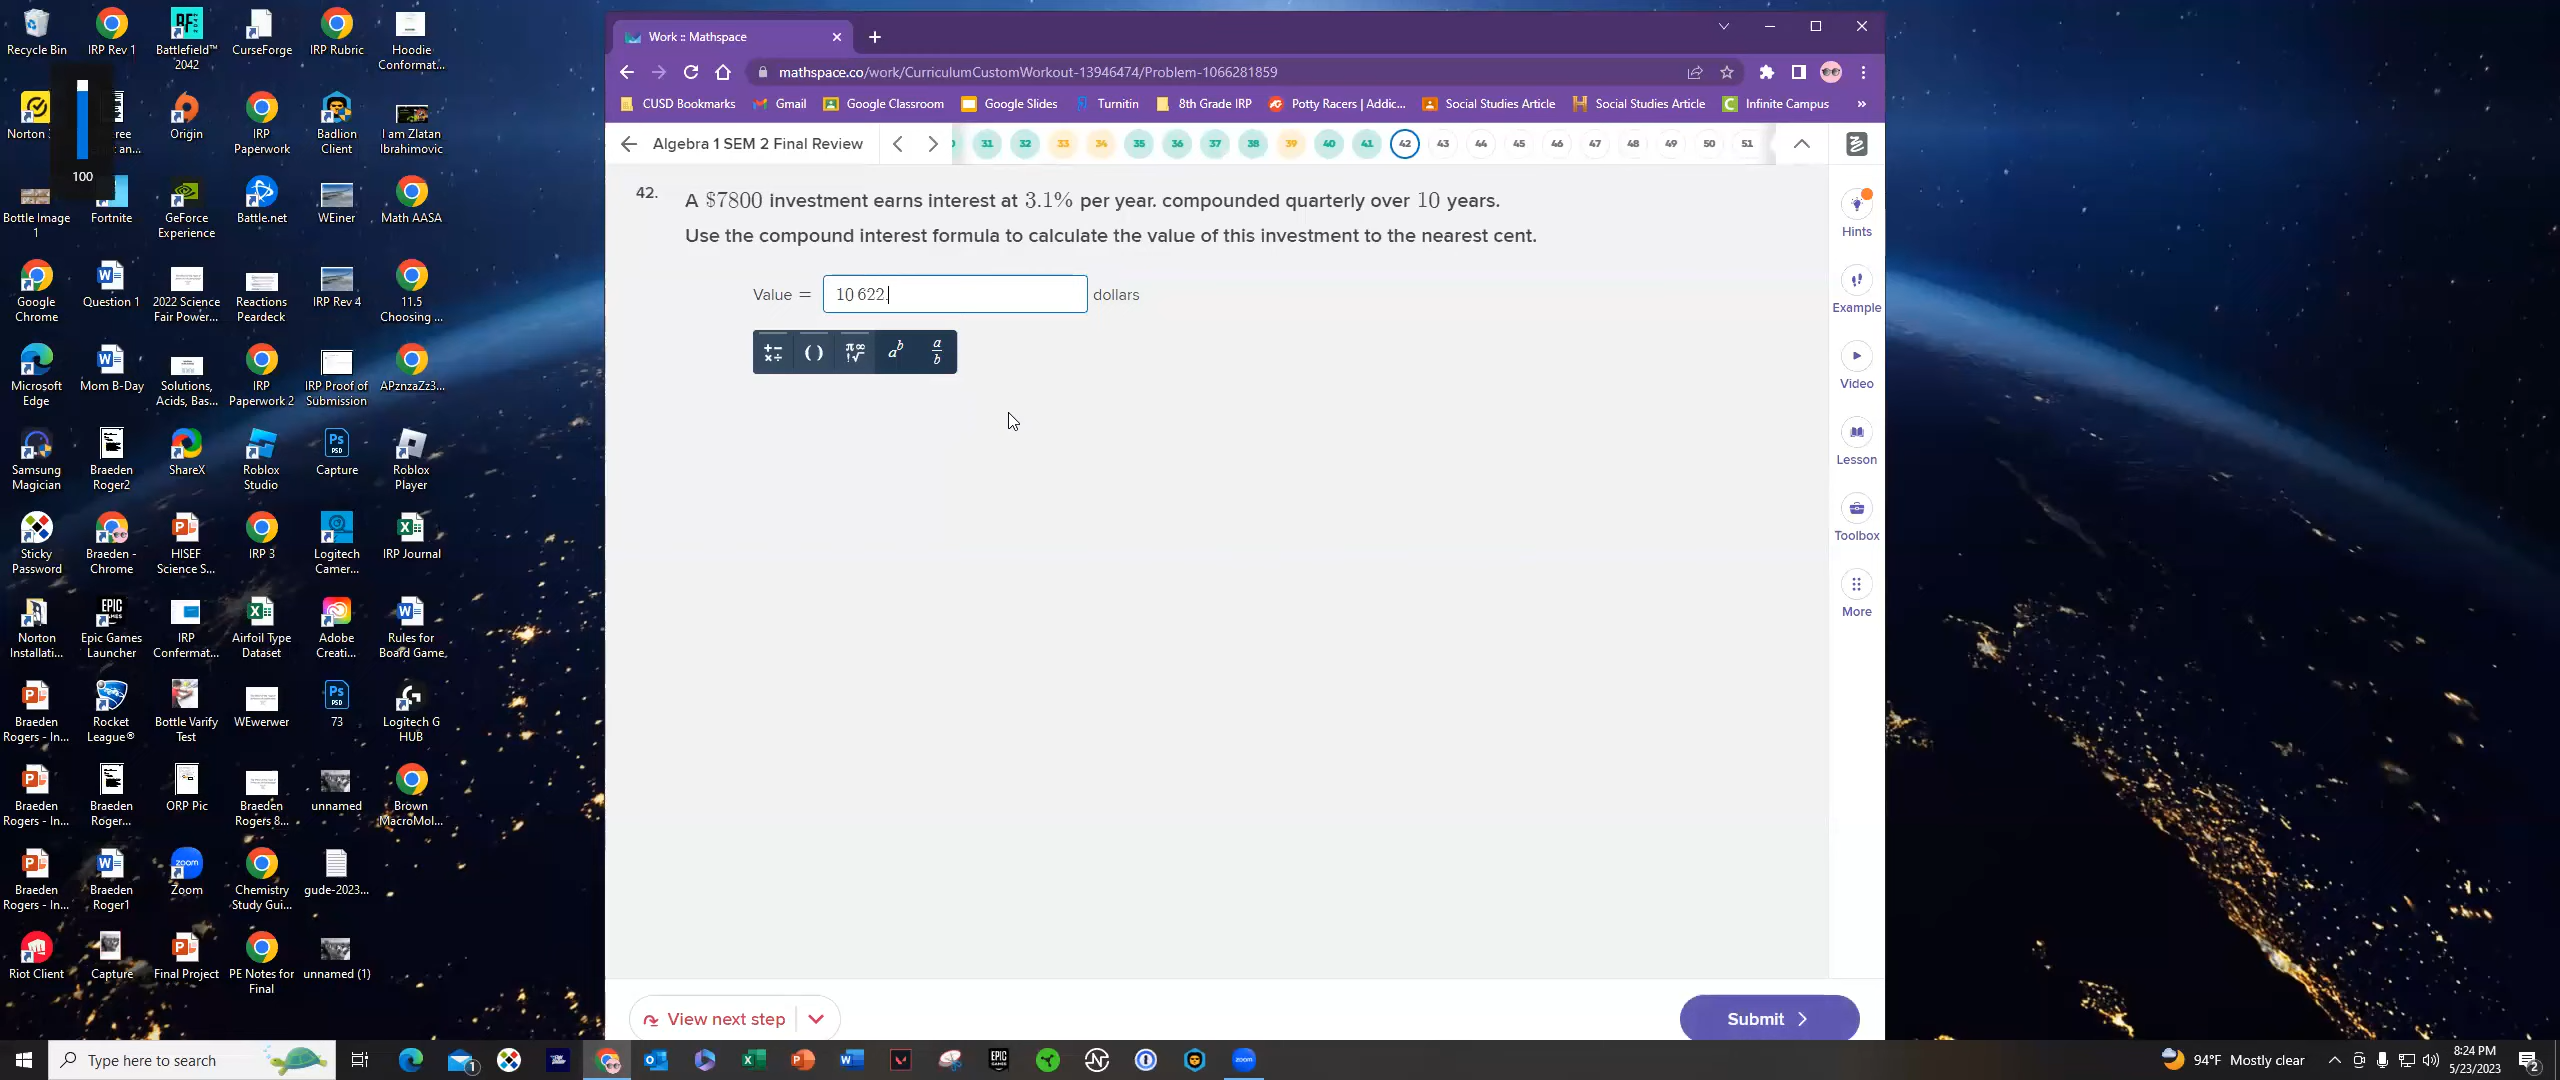 Recycle Bin
IRP Rev 1
Battlefield™ 2042
CurseForge
IRP Rubric
Hoodie Conformat...
100
Origin
IRP Paperwork
Badlion Client
I am Zlatan Ibrahimovic
Bottle Image 1
Fortnite
GeForce Experience
Battle.net
WEiner
Math AASA
Google Chrome
Question 1
2022 Science Fair Power...
Reactions Peardeck
IRP Rev 4
11.5 Choosing ...
Microsoft Edge
Mom B-Day
Solutions, Acids, Bas...
IRP Paperwork 2
IRP Proof of Submission
APznzaZz3...
Samsung Magician
Braeden Roger2
ShareX
Roblox Studio
Capture
Roblox Player
Sticky Password
Braeden - Chrome
HISEF Science S...
IRP 3
Logitech Camer...
IRP Journal
Norton Installati...
Epic Games Launcher
IRP Confermat...
Airfoil Type Dataset
Adobe Creati...
Rules for Board Game,
Braeden Rogers - In...
Rocket League®
Bottle Varify Test
WEwerwer
73
Logitech G HUB
Braeden Rogers - In...
Braeden Roger...
ORP Pic
Braeden Rogers 8...
unnamed
Brown MacroMol...
Braeden Rogers - In...
Braeden Roger1
Zoom
Chemistry Study Gui...
gude-2023...
Riot Client
Capture
Final Project
PE Notes for Final
unnamed (1)
Work :: Mathspace
mathspace.co/work/CurriculumCustomWorkout-13946474/Problem-1066281859
CUSD Bookmarks Gmail Google Classroom Google Slides Turnitin 8th Grade IRP Potty Racers | Addic... Social Studies Article Social Studies Article Infinite Campus »
Algebra 1 SEM 2 Final Review 31 32 33 34 35 36 37 38 39 40 41 42 43 44 45 46 47 48 49 50 51
42. A $7800 investment earns interest at 3.1% per year. compounded quarterly over 10 years.
Use the compound interest formula to calculate the value of this investment to the nearest cent.
Value = 10 622. dollars
+− ×÷ ( ) π∞ !√ a^b a/b
Hints
Example
Video
Lesson
Toolbox
More
View next step
Submit
Type here to search
94°F Mostly clear
8:24 PM
5/23/2023